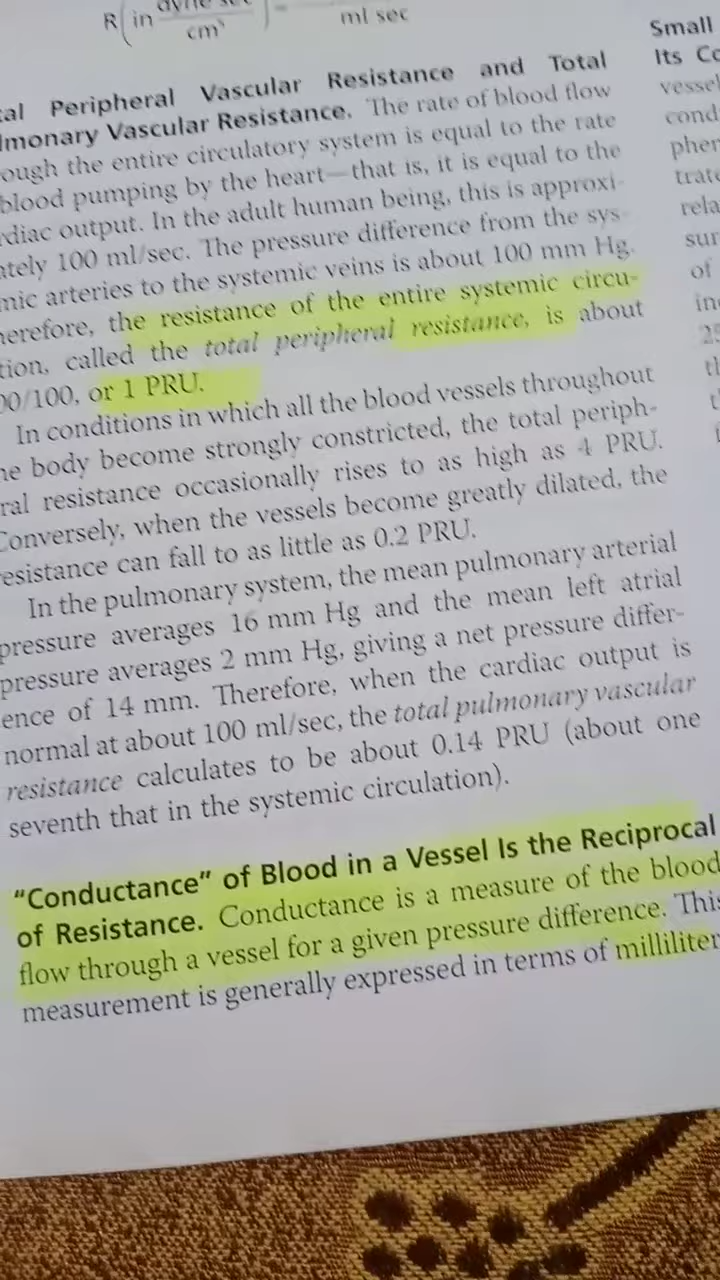 R(in dyne sec
cm⁵
)=
ml sec
tal Peripheral Vascular Resistance and Total
lmonary Vascular Resistance. The rate of blood flow
ough the entire circulatory system is equal to the rate
blood pumping by the heart—that is, it is equal to the
rdiac output. In the adult human being, this is approxi-
ately 100 ml/sec. The pressure difference from the sys-
mic arteries to the systemic veins is about 100 mm Hg.
herefore, the resistance of the entire systemic circu-
tion, called the total peripheral resistance, is about
00/100, or 1 PRU.
In conditions in which all the blood vessels throughout
he body become strongly constricted, the total periph-
ral resistance occasionally rises to as high as 4 PRU.
Conversely, when the vessels become greatly dilated, the
esistance can fall to as little as 0.2 PRU.
In the pulmonary system, the mean pulmonary arterial
pressure averages 16 mm Hg and the mean left atrial
pressure averages 2 mm Hg, giving a net pressure differ-
ence of 14 mm. Therefore, when the cardiac output is
normal at about 100 ml/sec, the total pulmonary vascular
resistance calculates to be about 0.14 PRU (about one
seventh that in the systemic circulation).
"Conductance" of Blood in a Vessel Is the Reciprocal
of Resistance. Conductance is a measure of the blood
flow through a vessel for a given pressure difference. This
measurement is generally expressed in terms of milliliter
Small
Its Co
vessel
cond
pher
trate
rela
sur
of
in
25
th